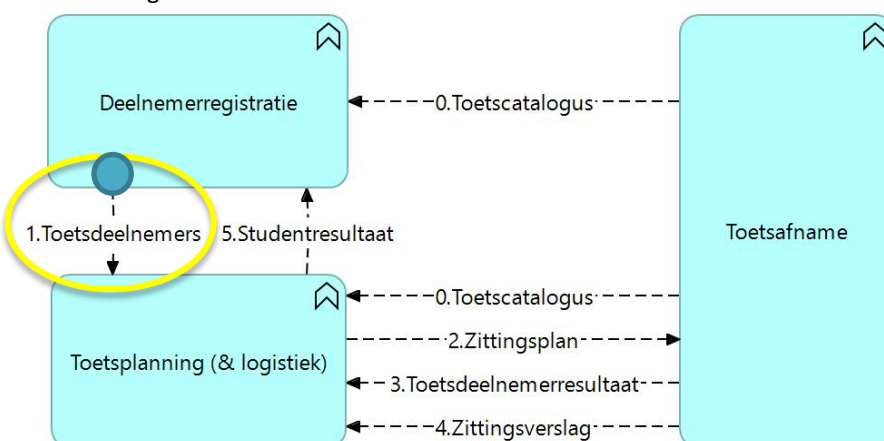 Deelnemerregistratie
0.Toetscatalogus
1.Toetsdeelnemers
5.Studentresultaat
Toetsafname
0.Toetscatalogus
2.Zittingsplan
Toetsplanning (& logistiek)
3.Toetsdeelnemerresultaat
4.Zittingsverslag